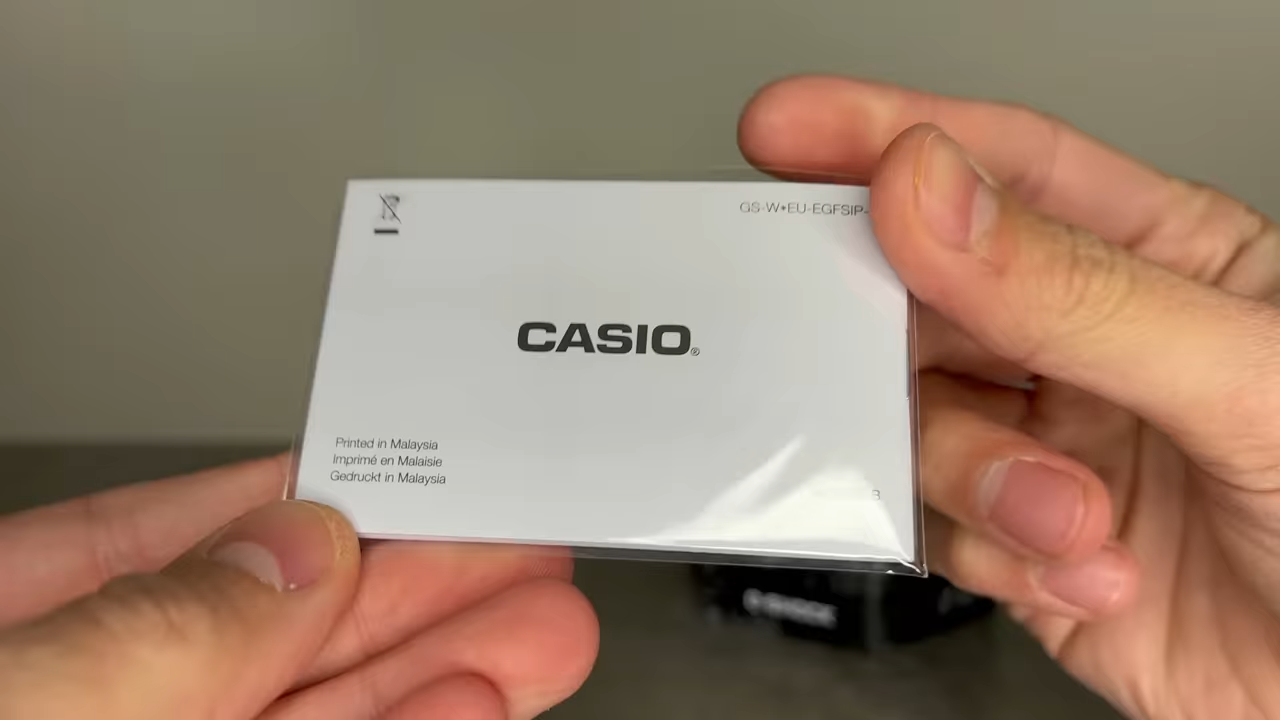 GS-W*EU-EGFSIP-
CASIO®
Printed in Malaysia
Imprimé en Malaisie
Gedruckt in Malaysia